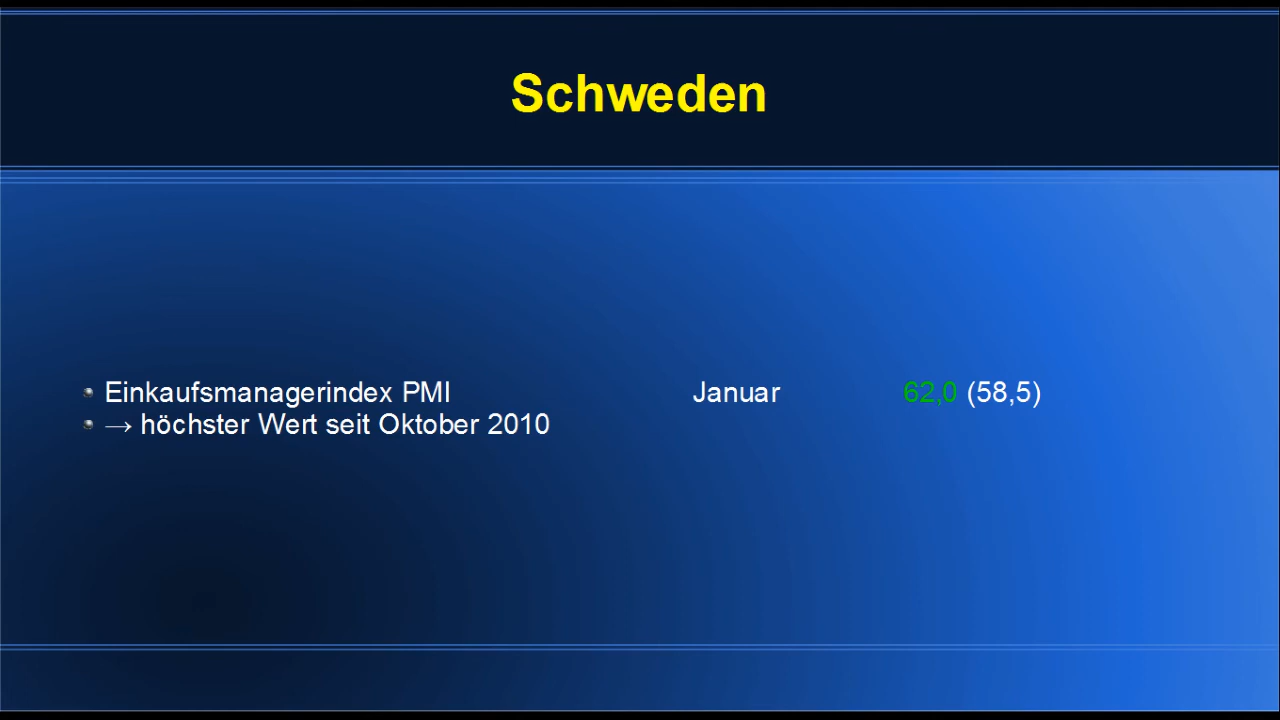 Schweden
Einkaufsmanagerindex PMI Januar 62,0 (58,5)
→ höchster Wert seit Oktober 2010